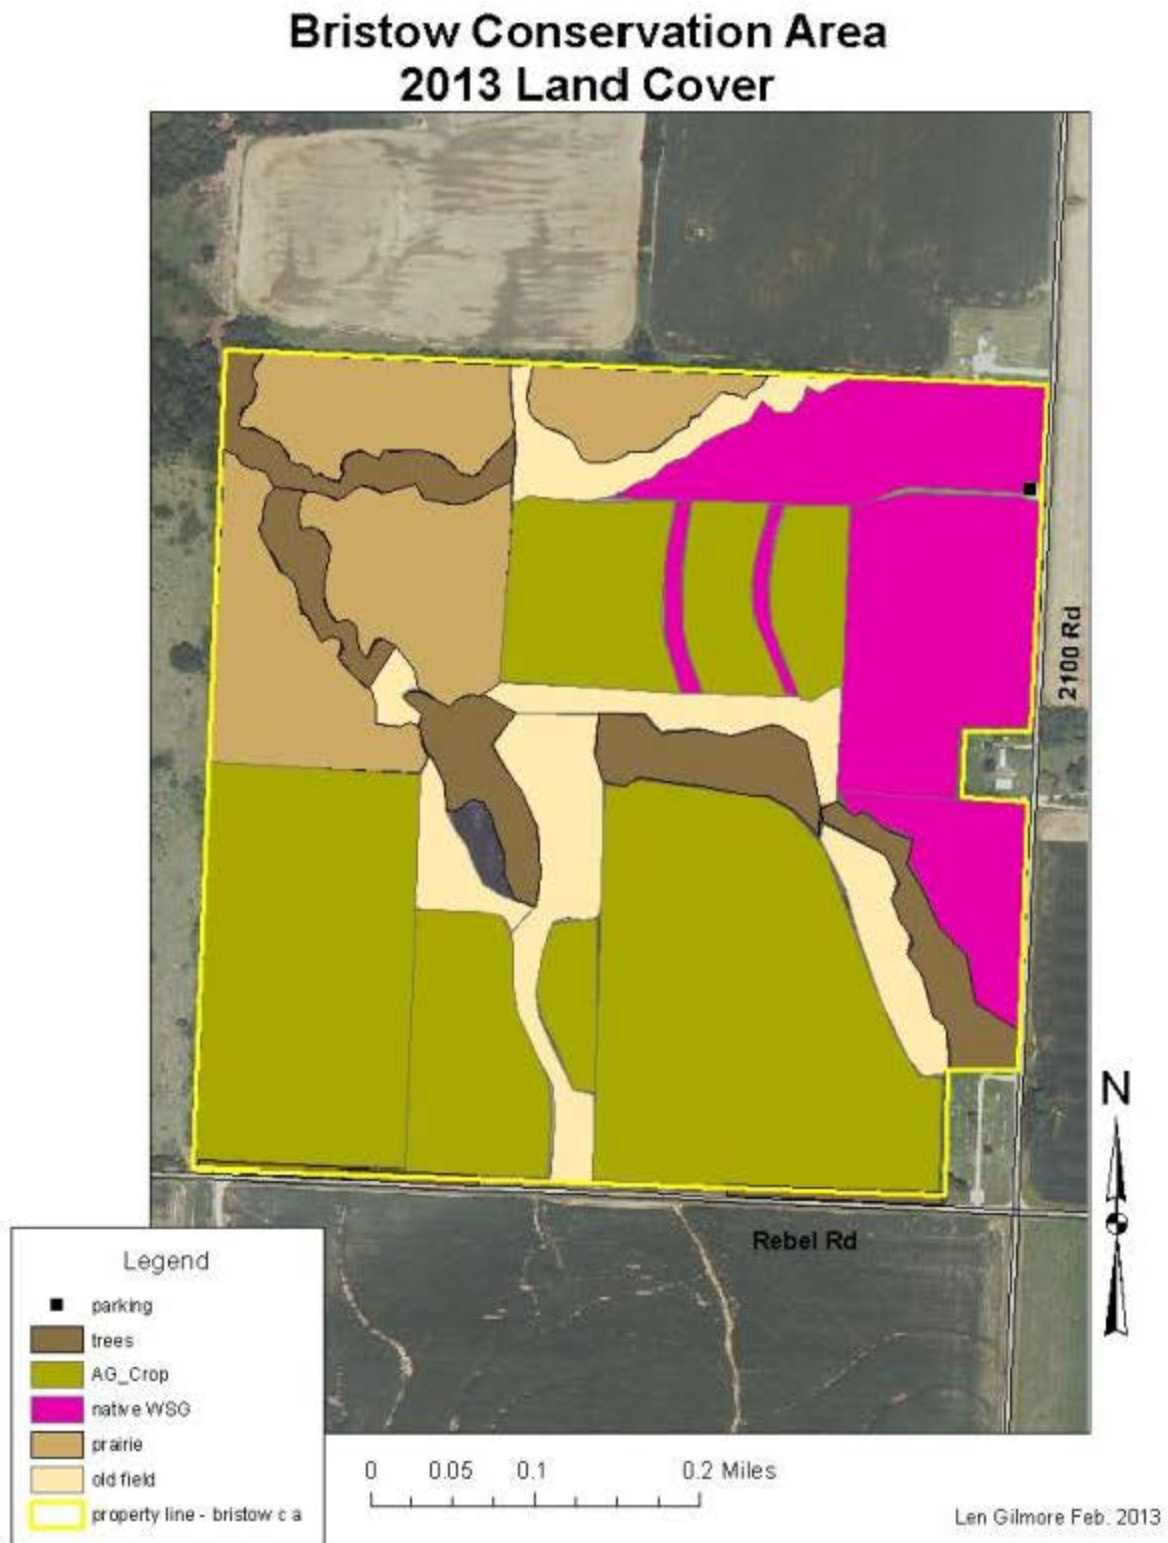 Bristow Conservation Area
2013 Land Cover
2100 Rd
N
Rebel Rd
Legend
parking
trees
AG_Crop
native WSG
prairie
old field
property line - bristow c a
0 0.05 0.1 0.2 Miles
Len Gilmore Feb. 2013